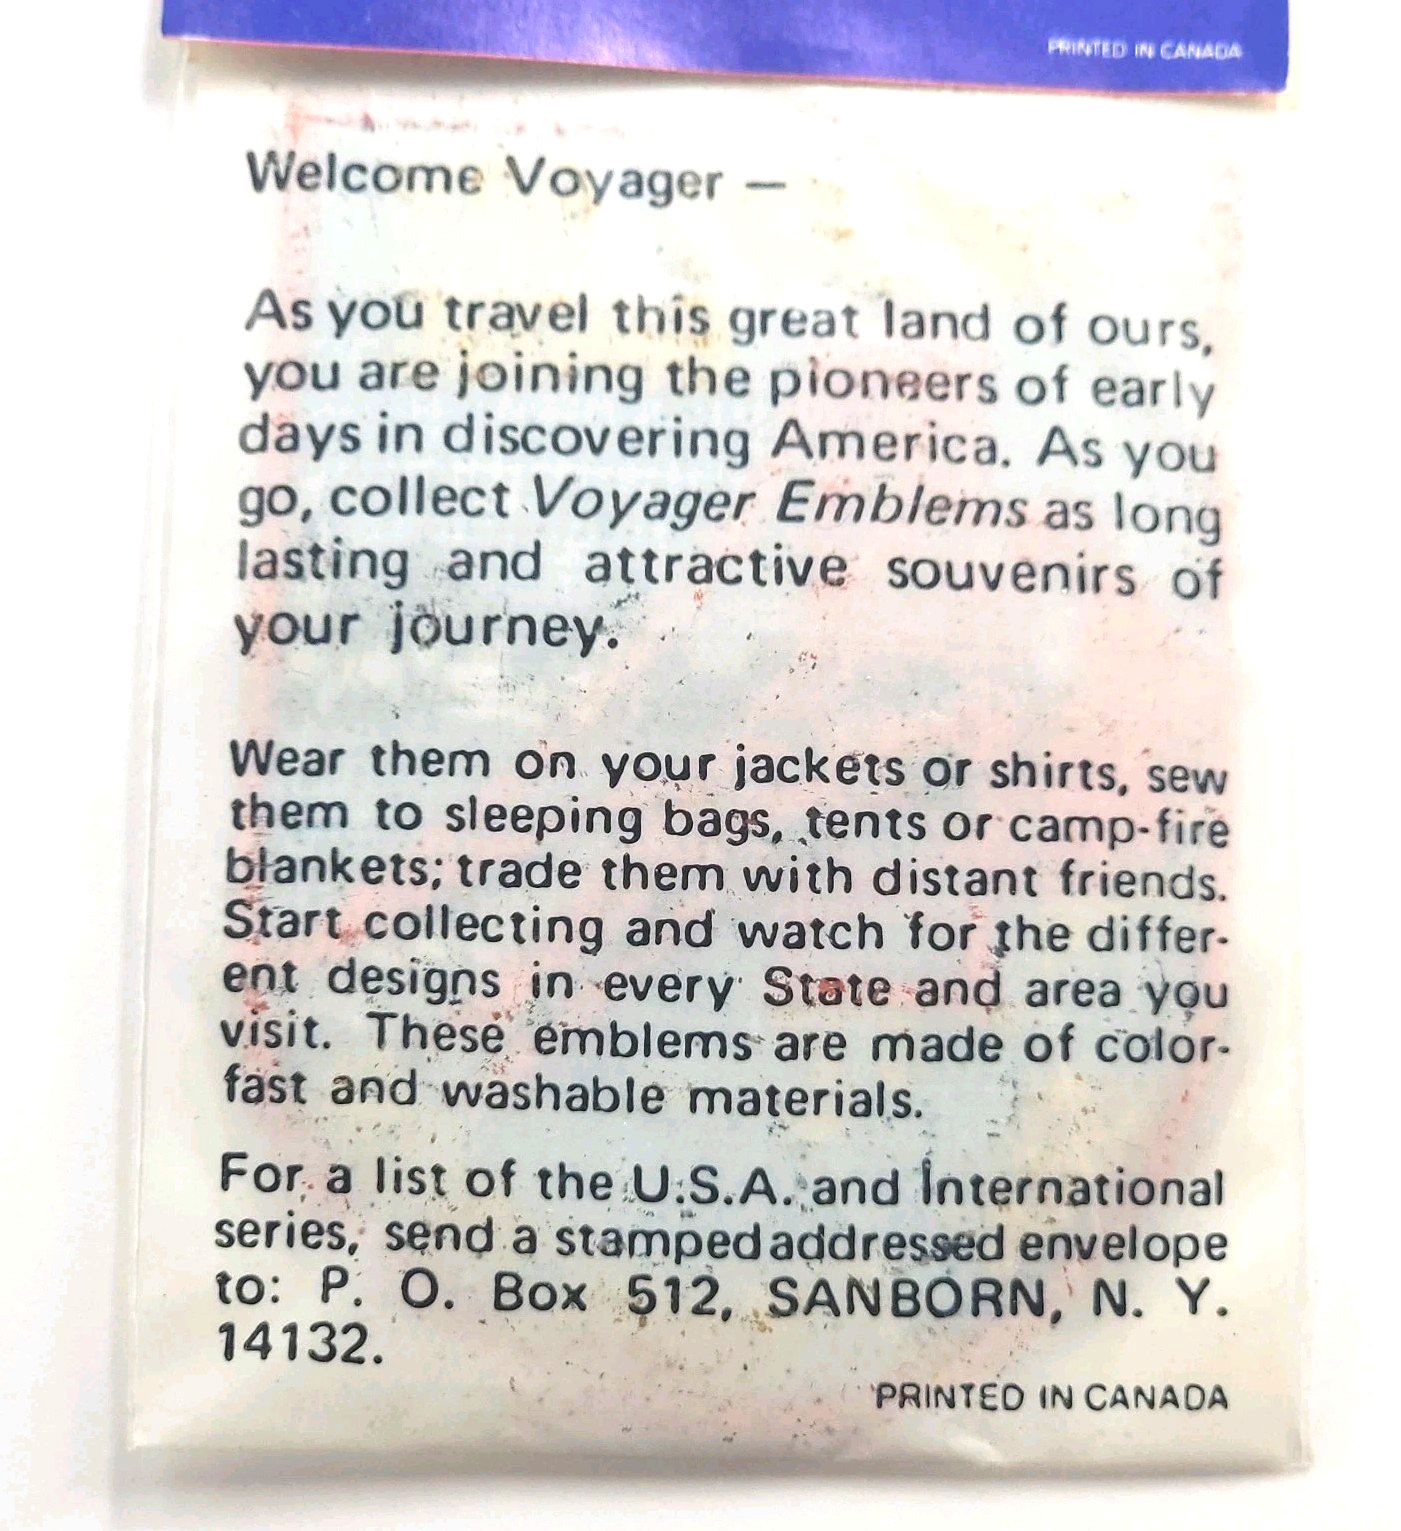 PRINTED IN CANADA
Welcome Voyager —
As you travel this great land of ours,
you are joining the pioneers of early
days in discovering America. As you
go, collect Voyager Emblems as long
lasting and attractive souvenirs of
your journey.
Wear them on your jackets or shirts, sew
them to sleeping bags, tents or camp-fire
blankets; trade them with distant friends.
Start collecting and watch for the differ-
ent designs in every State and area you
visit. These emblems are made of color-
fast and washable materials.
For a list of the U.S.A. and International
series, send a stamped addressed envelope
to: P. O. Box 512, SANBORN, N. Y.
14132.
PRINTED IN CANADA